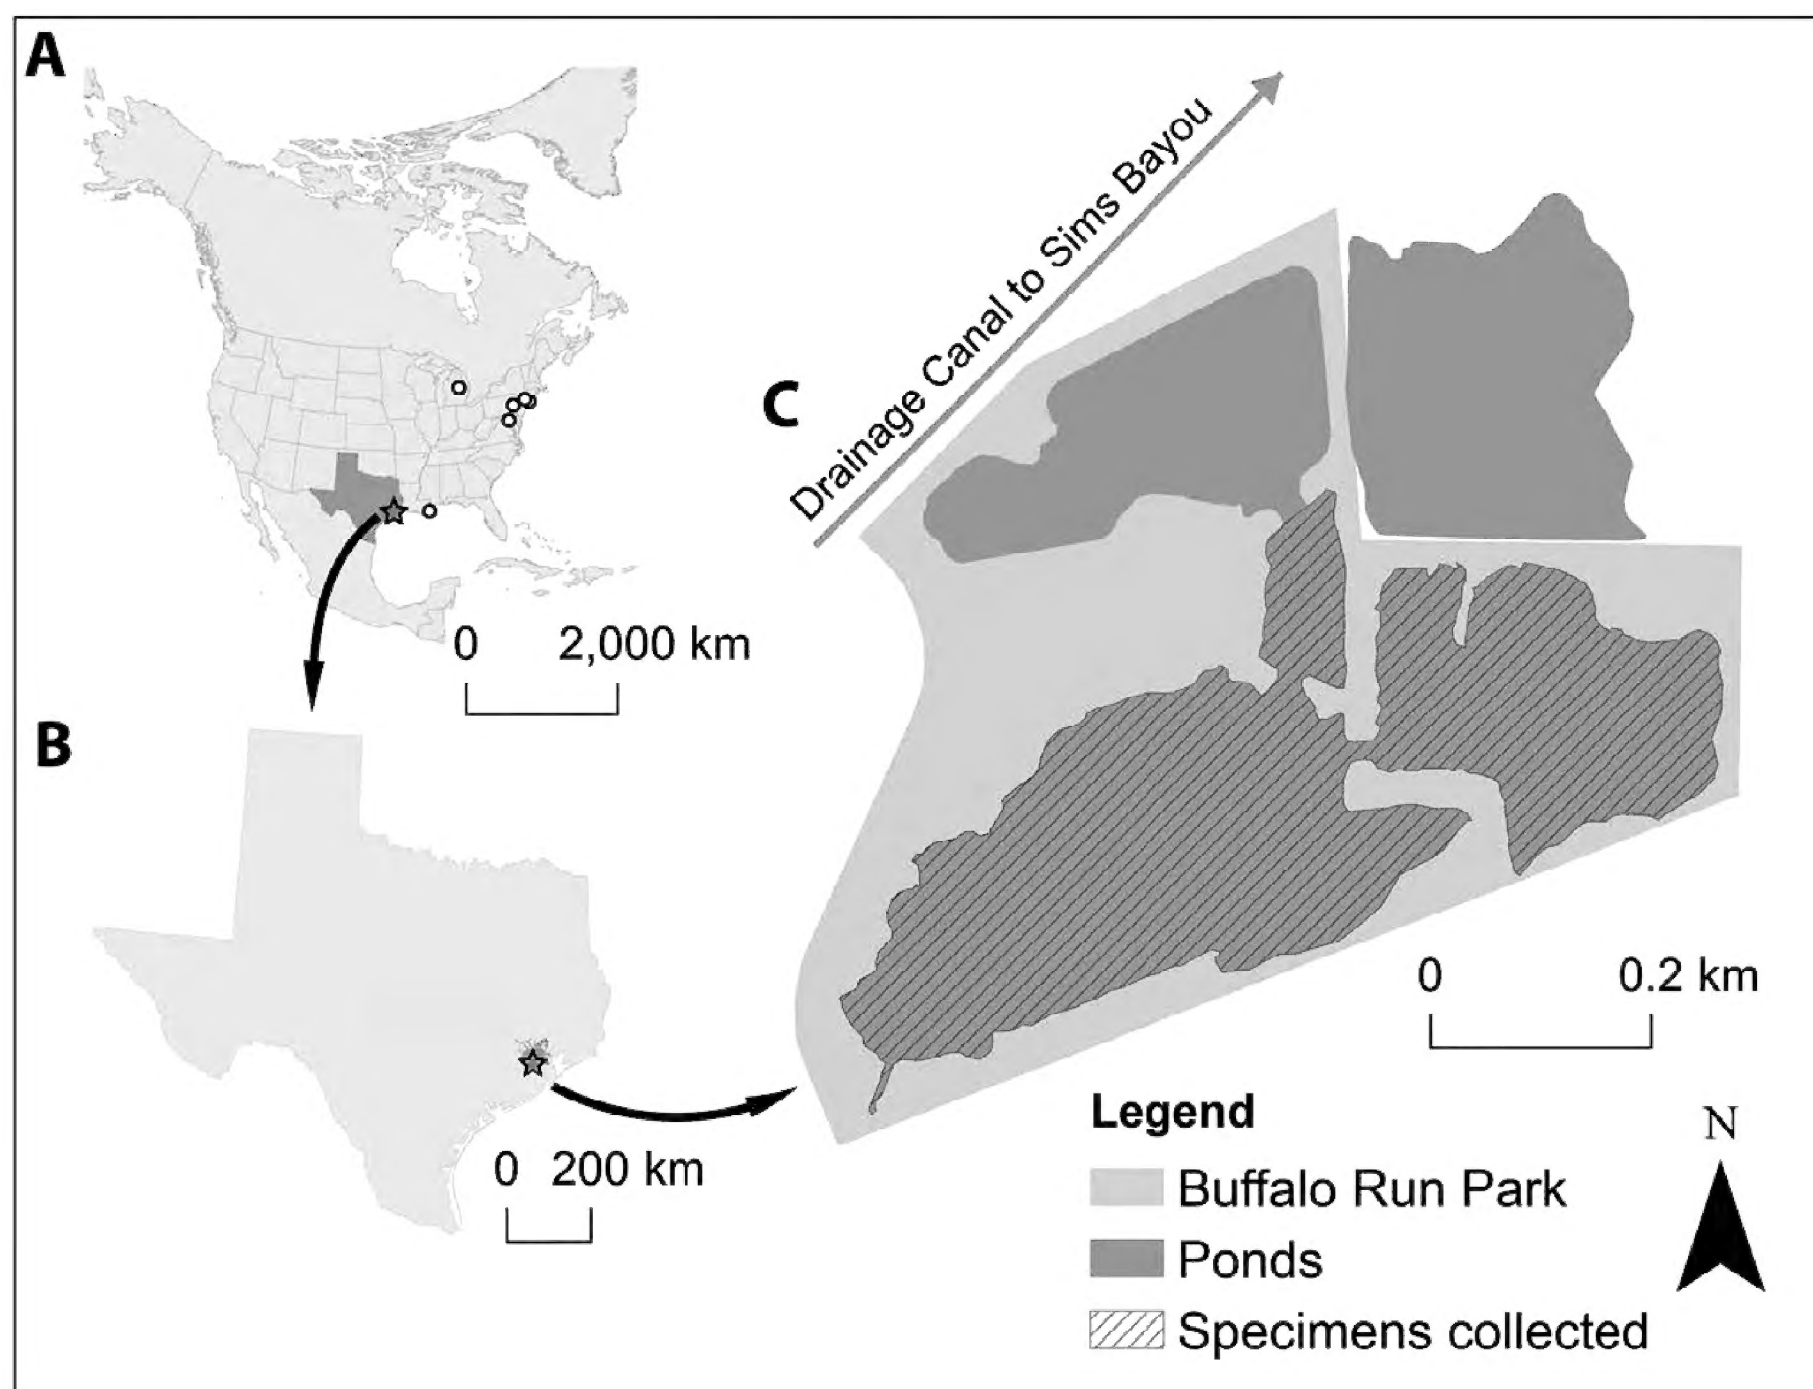 A
Drainage Canal to Sims Bayou
C
0 2,000 km
B
0 0.2 km
0 200 km
Legend
N
Buffalo Run Park
Ponds
Specimens collected